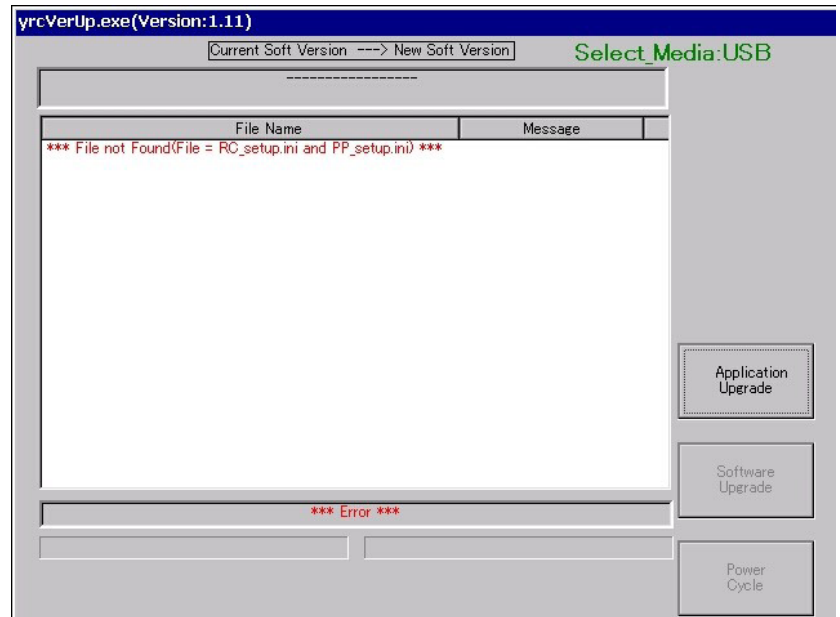 yrcVerUp.exe(Version:1.11)
Current Soft Version ---> New Soft Version
Select_Media:USB
-----------------
File Name
Message
*** File not Found(File = RC_setup.ini and PP_setup.ini) ***
Application
Upgrade
Software
Upgrade
*** Error ***
Power
Cycle